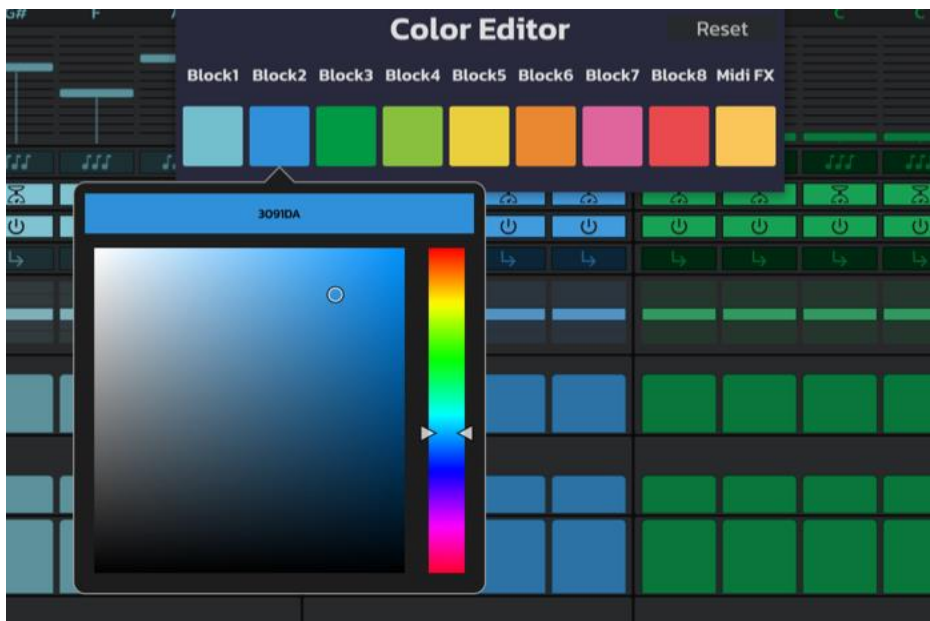 G# F C C
Color Editor Reset
Block1 Block2 Block3 Block4 Block5 Block6 Block7 Block8 Midi FX
3091DA